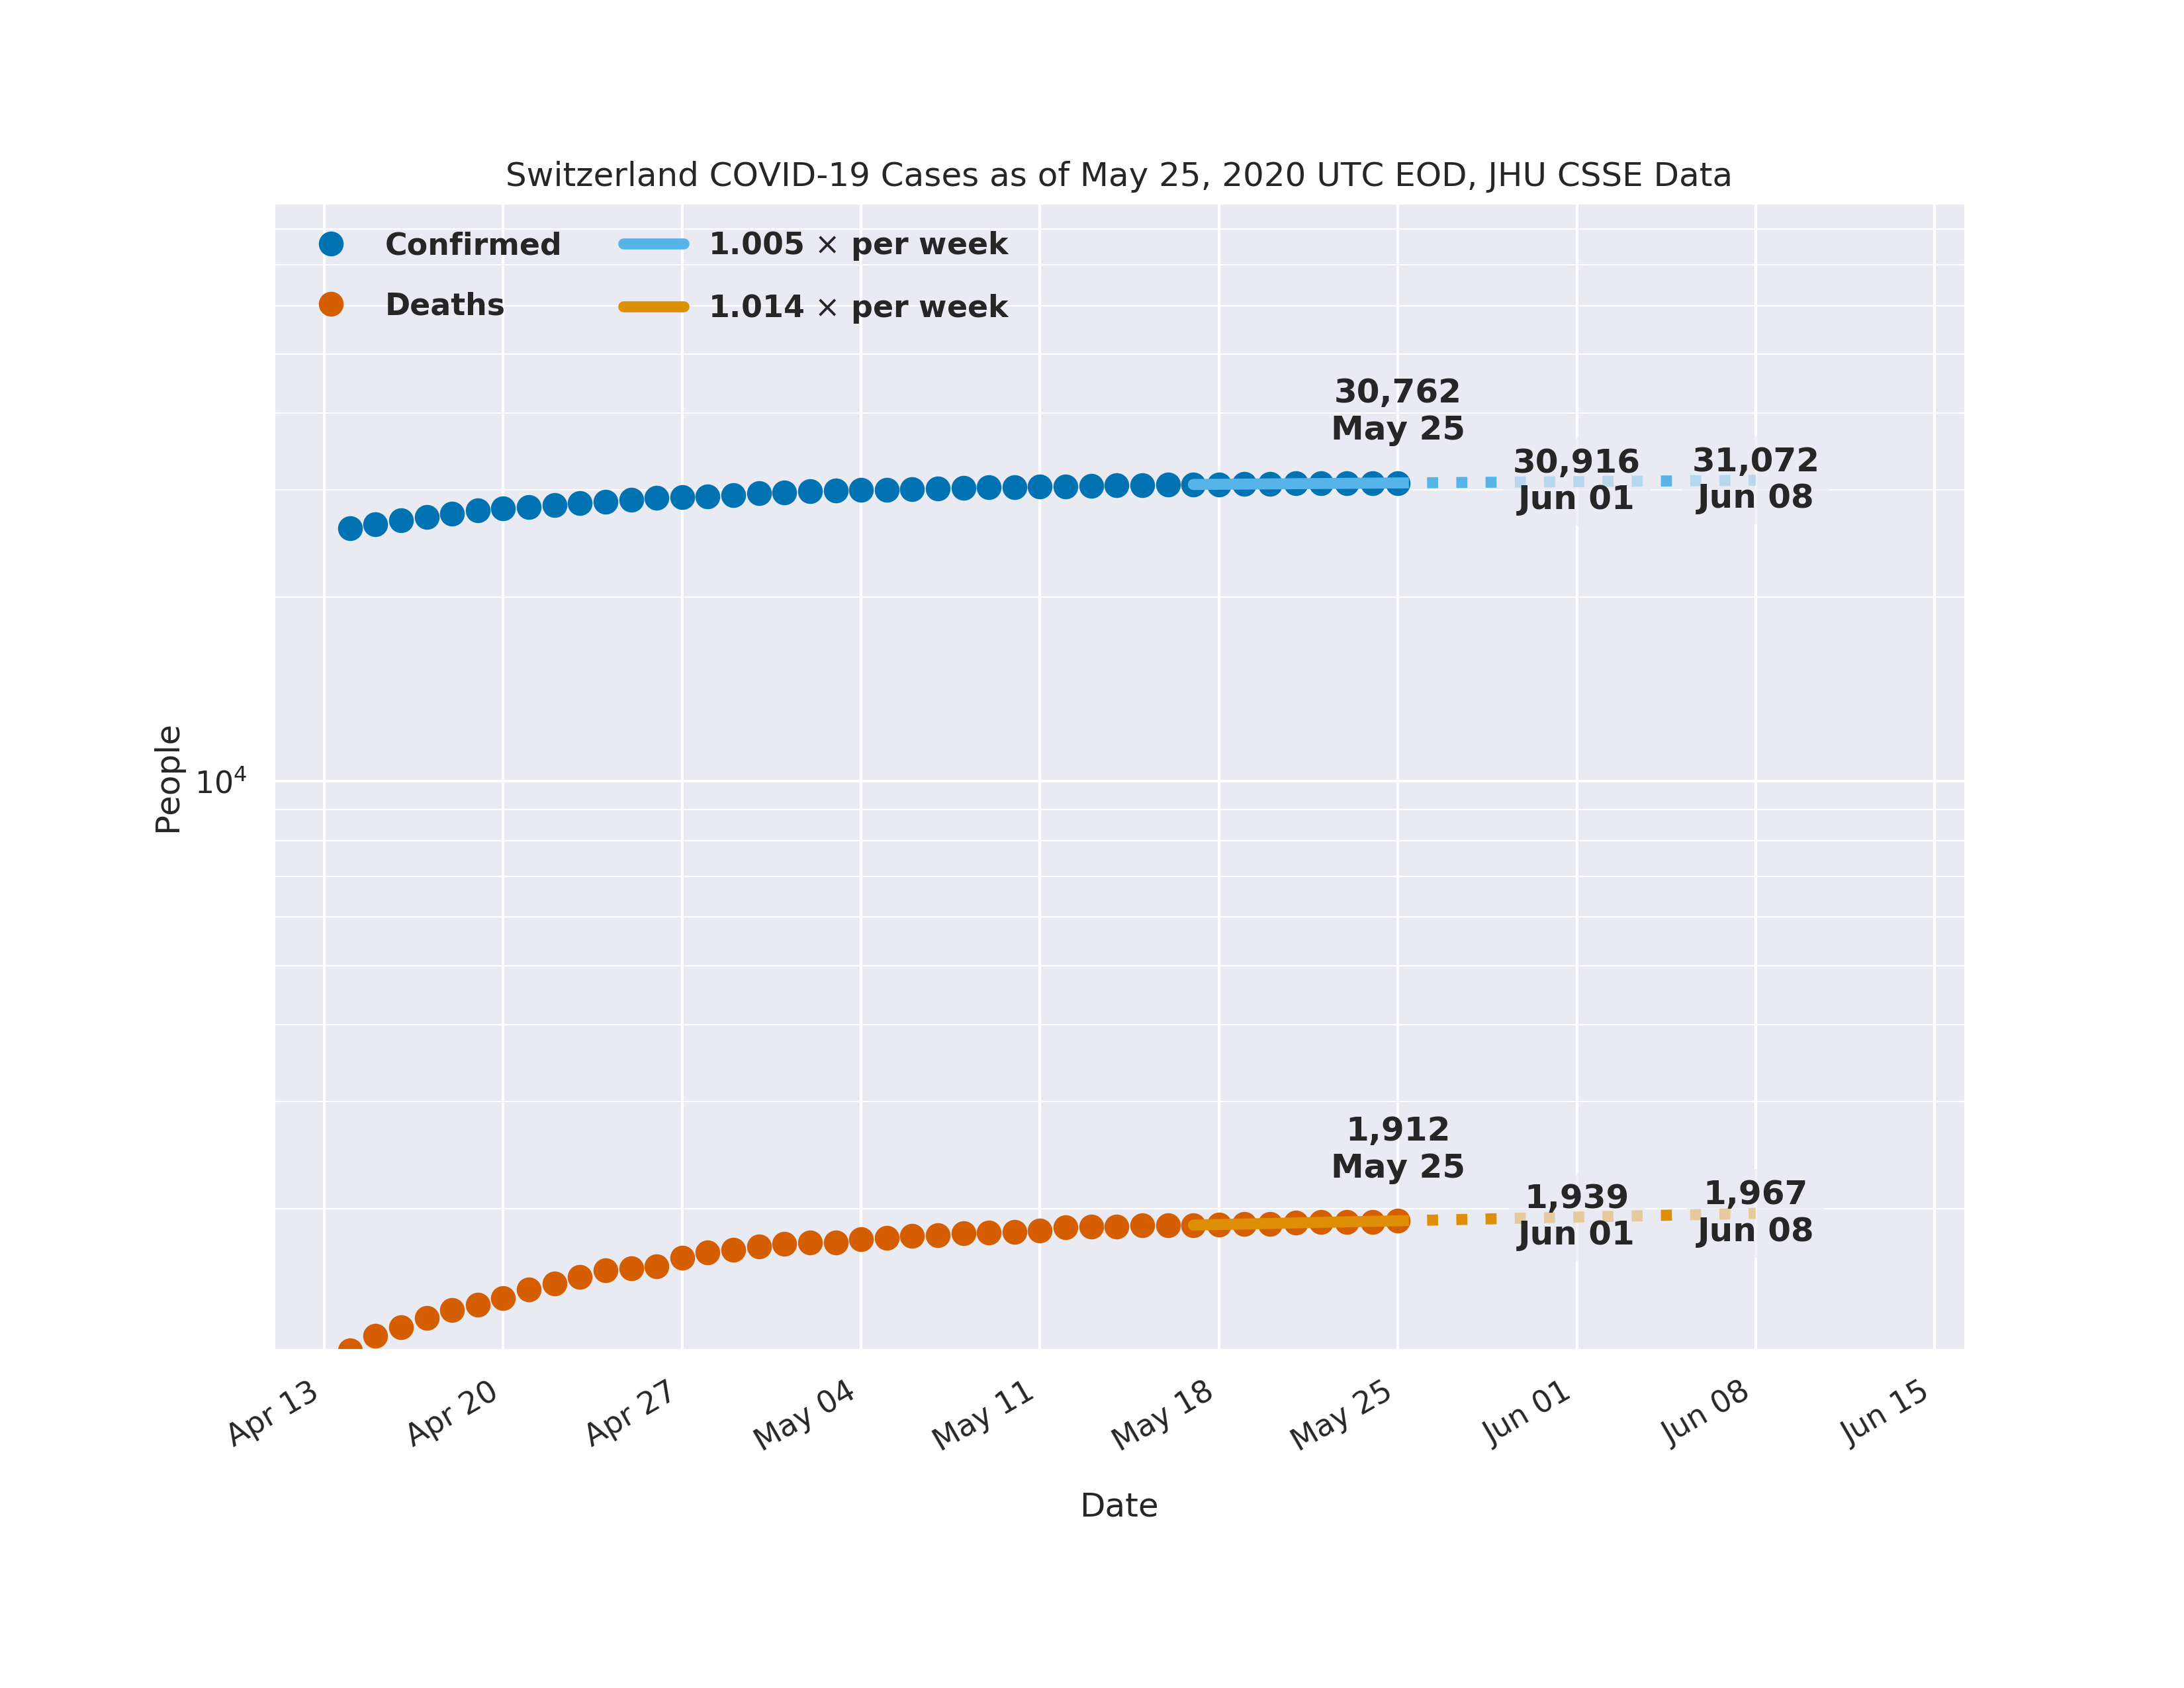 Switzerland COVID-19 Cases as of May 25, 2020 UTC EOD, JHU CSSE Data
Confirmed
Deaths
1.005 × per week
1.014 × per week
30,762
May 25
30,916
Jun 01
31,072
Jun 08
People
10⁴
1,912
May 25
1,939
Jun 01
1,967
Jun 08
Apr 13
Apr 20
Apr 27
May 04
May 11
May 18
May 25
Jun 01
Jun 08
Jun 15
Date